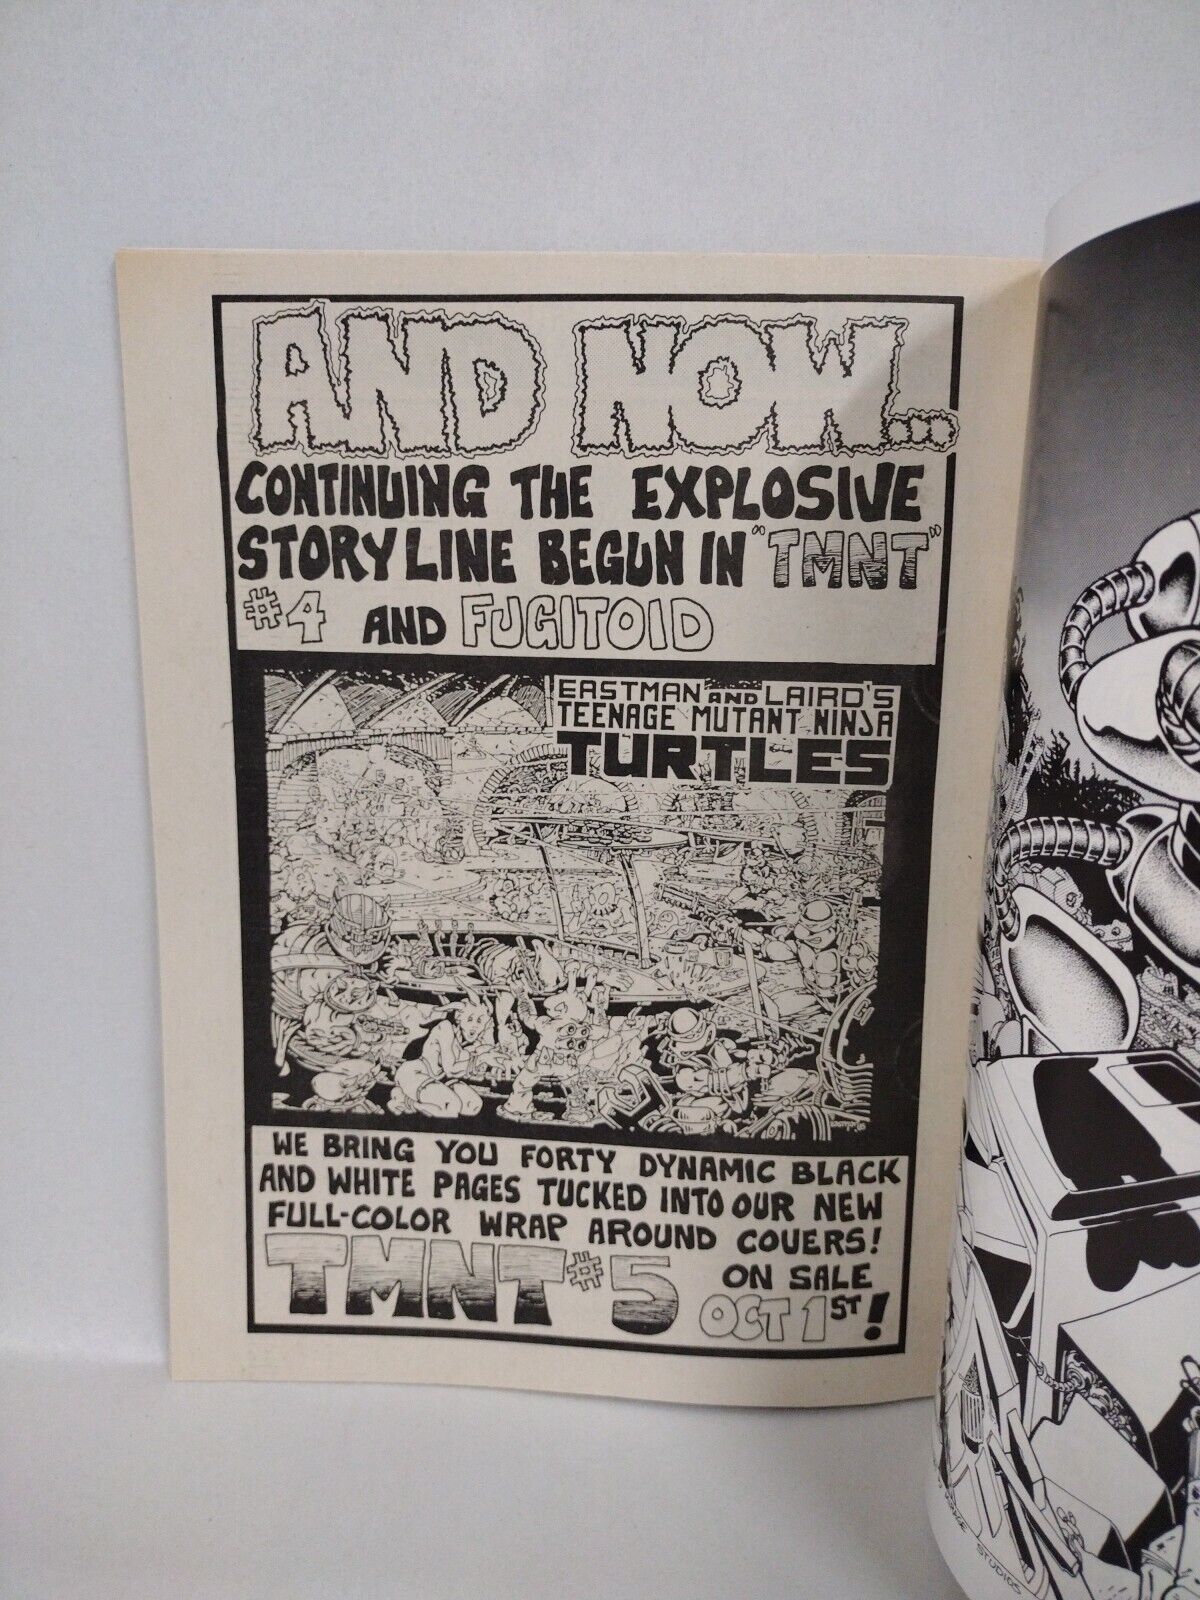 AND NOW...
CONTINUING THE EXPLOSIVE
STORYLINE BEGUN IN "TMNT"
#4 AND FUGITOID
EASTMAN AND LAIRD'S
TEENAGE MUTANT NINJA
TURTLES
WE BRING YOU FORTY DYNAMIC BLACK
AND WHITE PAGES TUCKED INTO OUR NEW
FULL-COLOR WRAP AROUND COVERS!
TMNT #5 ON SALE
OCT 1ST!
STUDIOS